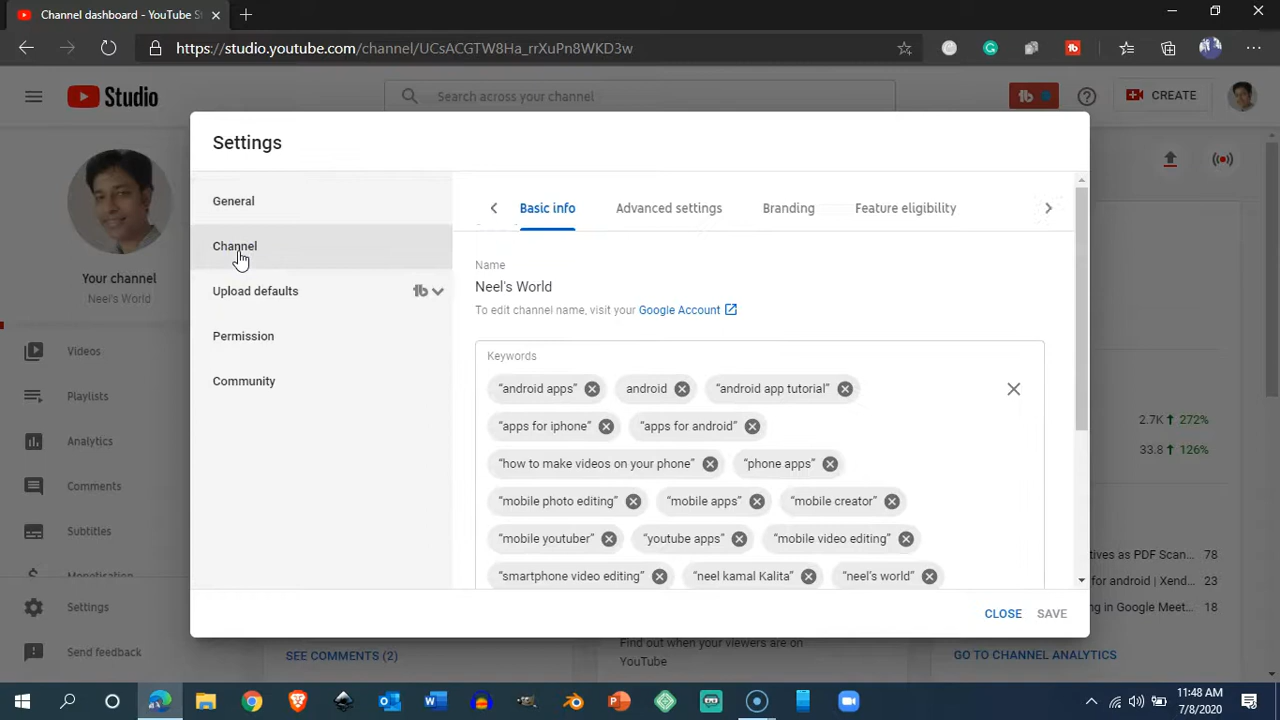 Channel dashboard - YouTube St
https://studio.youtube.com/channel/UCsACGTW8Ha_rrXuPn8WKD3w
Studio
Search across your channel
CREATE
Settings
General
Channel
Upload defaults
Permission
Community
Basic info
Advanced settings
Branding
Feature eligibility
Name
Neel's World
To edit channel name, visit your Google Account
Keywords
"android apps"
android
"android app tutorial"
"apps for iphone"
"apps for android"
"how to make videos on your phone"
"phone apps"
"mobile photo editing"
"mobile apps"
"mobile creator"
"mobile youtuber"
"youtube apps"
"mobile video editing"
"smartphone video editing"
"neel kamal Kalita"
"neel's world"
CLOSE
SAVE
Your channel
Neel's World
Videos
Playlists
Analytics
Comments
Subtitles
Monetisation
Settings
Send feedback
2.7K 272%
33.8 126%
tives as PDF Scan... 78
for android | Xend... 23
ng in Google Meet... 18
SEE COMMENTS (2)
Find out when your viewers are on
YouTube
GO TO CHANNEL ANALYTICS
11:48 AM
7/8/2020